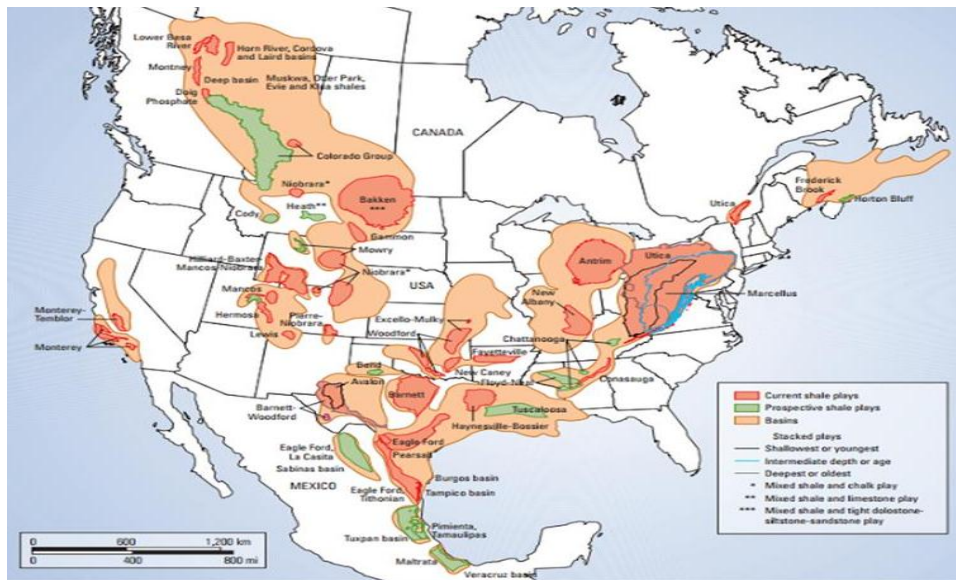 Lower Besa
River
Horn River, Cordova
and Laird basins
Montney
Deep basin
Muskwa, Otter Park,
Evie and Klua shales
Doig
Phosphate
CANADA
Colorado Group
Niobrara*
Bakken
***
Heath**
Cody
Gammon
Mowry
Hilliard-Baxter-
Mancos-Niobrara
Niobrara*
USA
Mancos
Hermosa
Pierre-
Niobrara
Lewis
Monterey-
Temblor
Monterey
Excello-Mulky
Woodford
Fayetteville
New Caney
Floyd-Neal
Chattanooga
Conasauga
Antrim
New
Albany
Utica
Utica
Marcellus
Frederick
Brook
Horton Bluff
Bend
Avalon
Barnett
Barnett-
Woodford
Tuscaloosa
Haynesville-Bossier
Eagle Ford
Pearsall
Eagle Ford,
La Casita
Sabinas basin
MEXICO
Burgos basin
Eagle Ford,
Tithonian
Tampico basin
Pimienta,
Tamaulipas
Tuxpan basin
Maltrata
Veracruz basin
Current shale plays
Prospective shale plays
Basins
Stacked plays
Shallowest or youngest
Intermediate depth or age
Deepest or oldest
* Mixed shale and chalk play
** Mixed shale and limestone play
*** Mixed shale and tight dolostone-
siltstone-sandstone play
0 600 1,200 km
0 400 800 mi